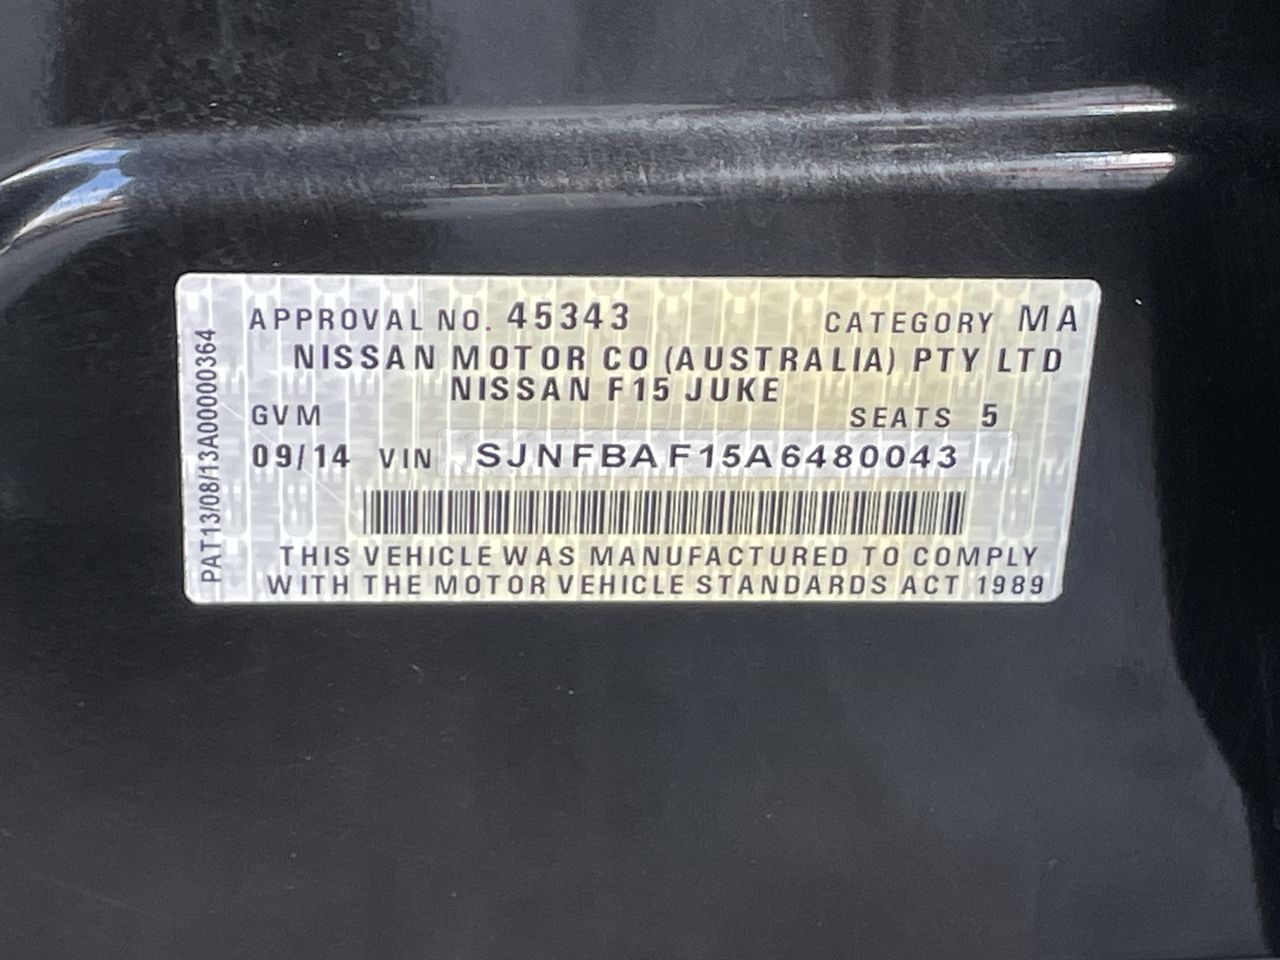 APPROVAL NO. 45343 CATEGORY MA
NISSAN MOTOR CO (AUSTRALIA) PTY LTD
NISSAN F15 JUKE
GVM SEATS 5
09/14 VIN SJNFBAF15A6480043
THIS VEHICLE WAS MANUFACTURED TO COMPLY
WITH THE MOTOR VEHICLE STANDARDS ACT 1989
PAT13/08/13A00000364